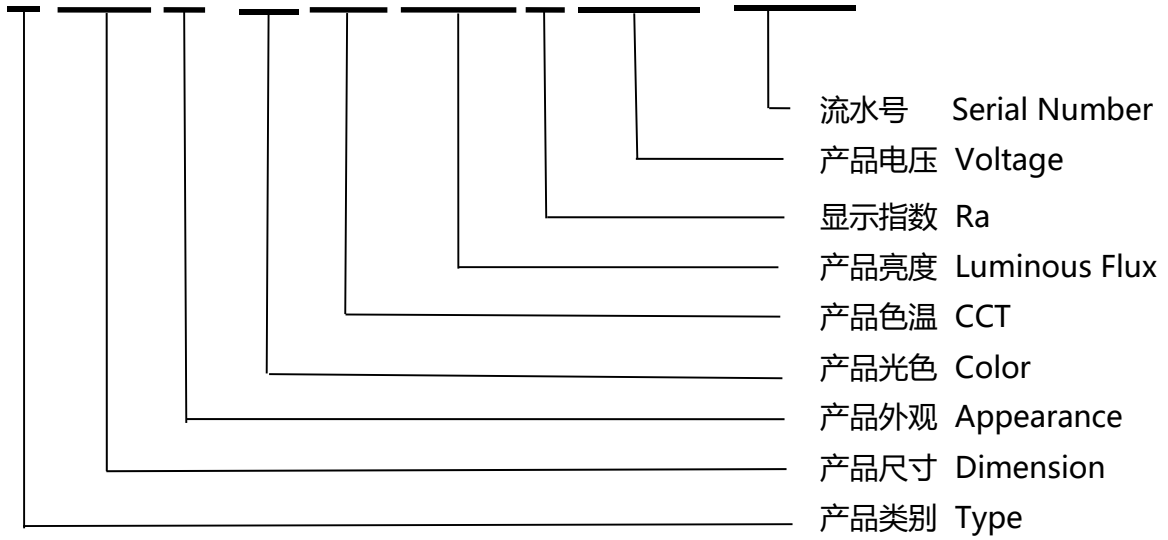 流水号 Serial Number
产品电压 Voltage
显示指数 Ra
产品亮度 Luminous Flux
产品色温 CCT
产品光色 Color
产品外观 Appearance
产品尺寸 Dimension
产品类别 Type